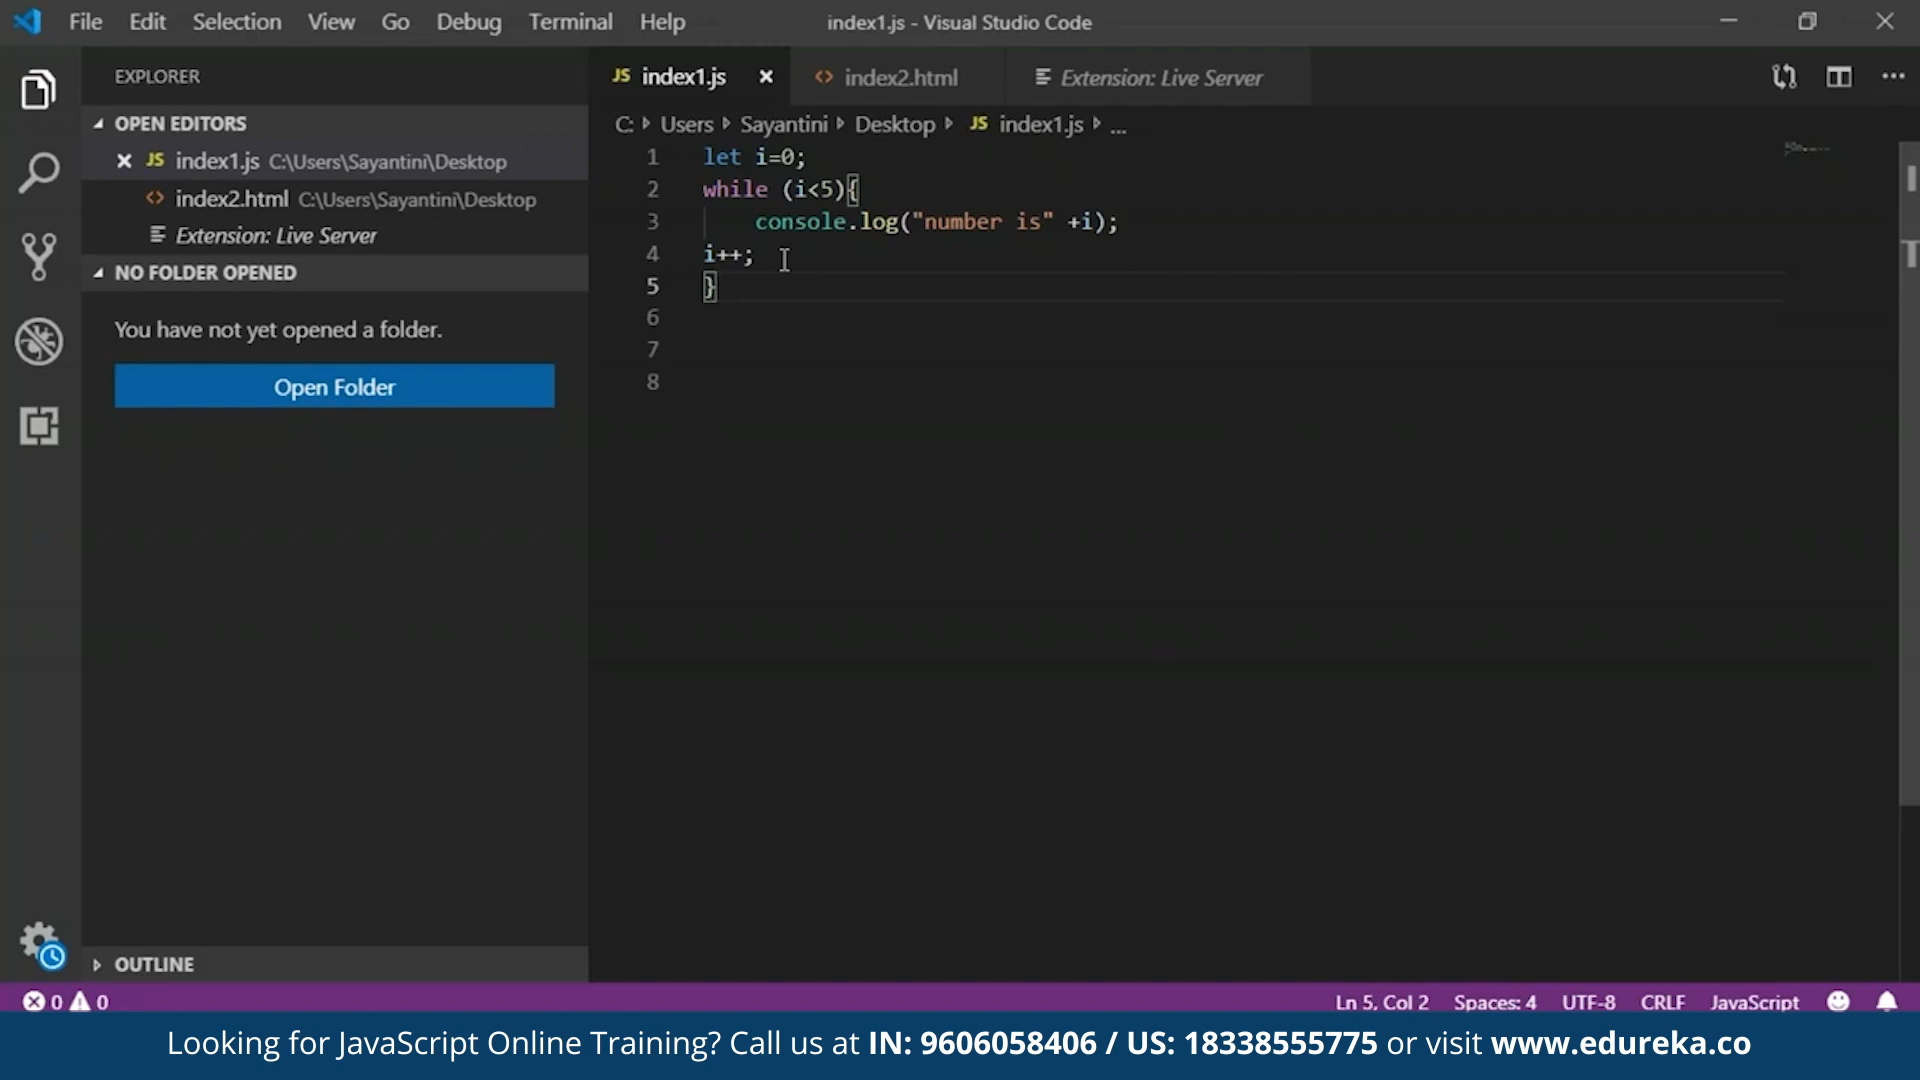 File Edit Selection View Go Debug Terminal Help index1.js - Visual Studio Code
EXPLORER
OPEN EDITORS
JS index1.js C:\Users\Sayantini\Desktop
<> index2.html C:\Users\Sayantini\Desktop
Extension: Live Server
NO FOLDER OPENED
You have not yet opened a folder.
Open Folder
OUTLINE
JS index1.js <> index2.html Extension: Live Server
C: Users Sayantini Desktop JS index1.js ...
1 let i=0;
2 while (i<5){
3 console.log("number is" +i);
4 i++;
5 }
6
7
8
0 0 Ln 5, Col 2 Spaces: 4 UTF-8 CRLF JavaScript
Looking for JavaScript Online Training? Call us at IN: 9606058406 / US: 18338555775 or visit www.edureka.co